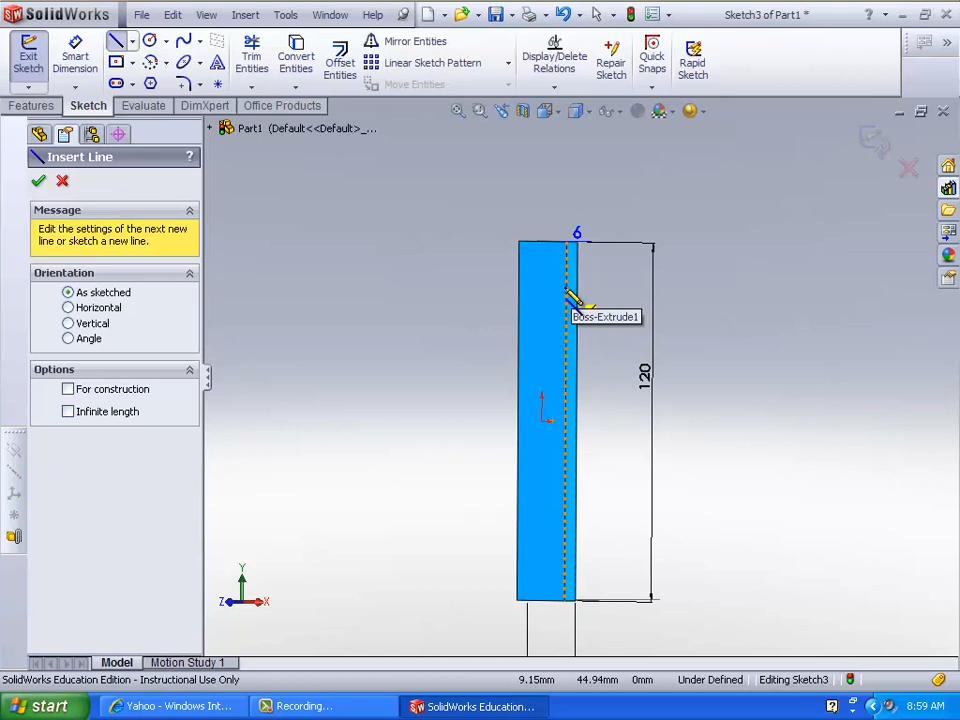 SolidWorks
File
Edit
View
Insert
Tools
Window
Help
Sketch3 of Part1 *
Exit Sketch
Smart Dimension
Trim Entities
Convert Entities
Offset Entities
Mirror Entities
Linear Sketch Pattern
Move Entities
Display/Delete Relations
Repair Sketch
Quick Snaps
Rapid Sketch
Features
Sketch
Evaluate
DimXpert
Office Products
Part1 (Default<<Default>_...
Insert Line
?
Message
Edit the settings of the next new line or sketch a new line.
Orientation
As sketched
Horizontal
Vertical
Angle
Options
For construction
Infinite length
6
Boss-Extrude1
120
Y
Z
X
Model
Motion Study 1
SolidWorks Education Edition - Instructional Use Only
9.15mm
44.94mm
0mm
Under Defined
Editing Sketch3
start
Yahoo - Windows Int...
Recording...
SolidWorks Education...
8:59 AM